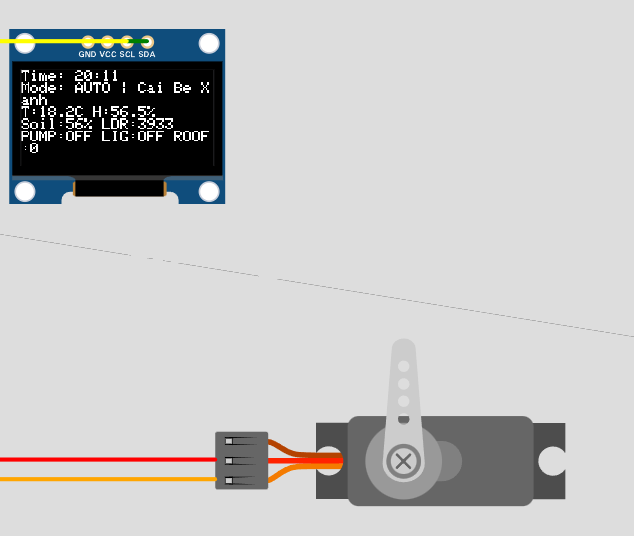 GND VCC SCL SDA
Time: 20:11
Mode: AUTO | Cai Be X
anh
T:18.2C H:56.5%
Soil:56% LDR:3933
PUMP:OFF LIG:OFF ROOF
:0